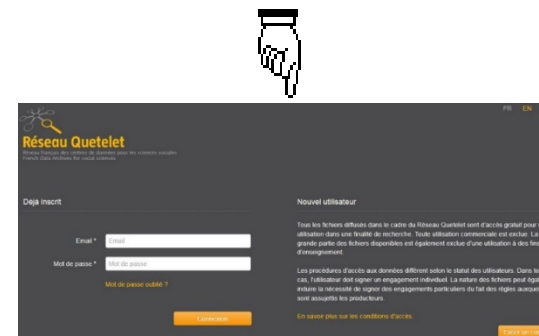 FR EN
Réseau Quetelet
Réseau français des centres de données pour les sciences sociales
French Data Archives for social sciences
Déjà inscrit
Email *
Email
Mot de passe *
Mot de passe
Mot de passe oublié ?
Connexion
Nouvel utilisateur
Tous les fichiers diffusés dans le cadre du Réseau Quetelet sont d'accès gratuit pour
utilisation dans une finalité de recherche. Toute utilisation commerciale est exclue. La
grande partie des fichiers disponibles est également exclue d'une utilisation à des fins
d'enseignement.
Les procédures d'accès aux données diffèrent selon le statut des utilisateurs. Dans to
cas, l'utilisateur doit signer un engagement individuel. La nature des fichiers peut éga
induire la nécessité de signer des engagements particuliers du fait des règles auxque
sont assujettis les producteurs.
En savoir plus sur les conditions d'accès.
Créer un co